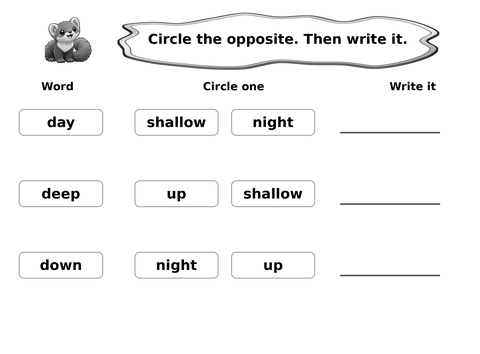 Circle the opposite. Then write it.
Word Circle one Write it
day shallow night
deep up shallow
down night up